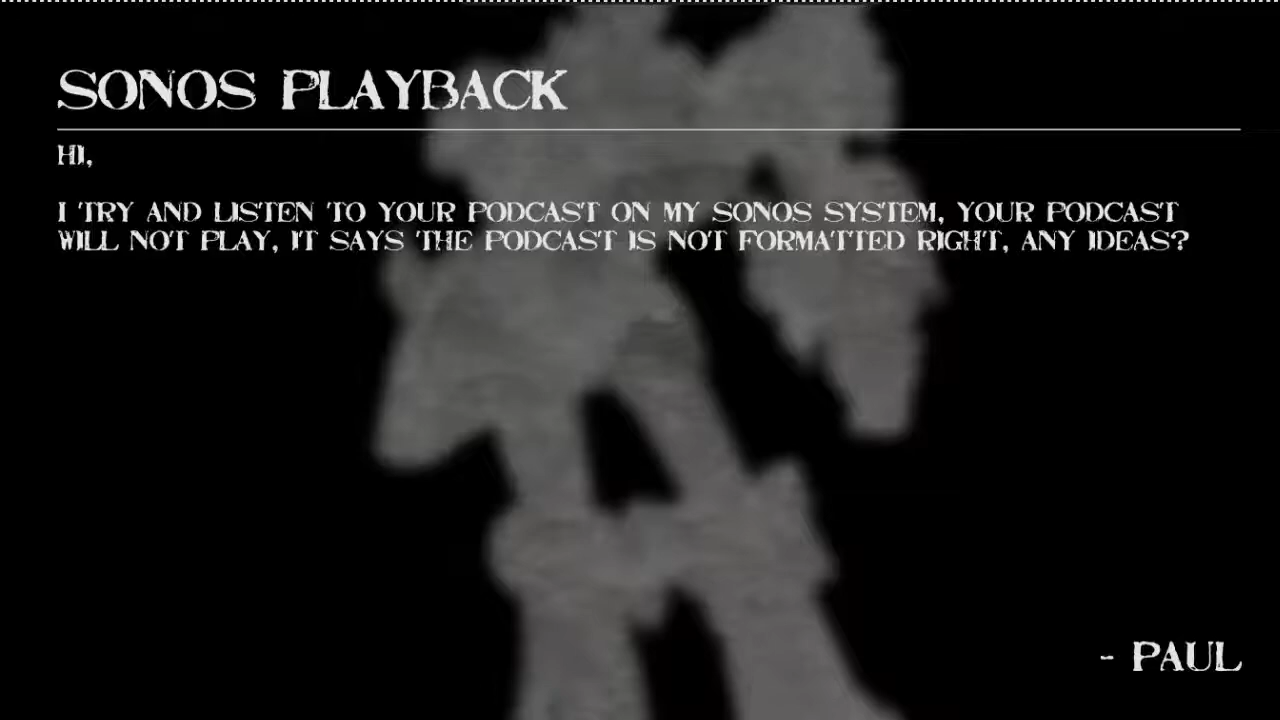 SONOS PLAYBACK
HI,
I TRY AND LISTEN TO YOUR PODCAST ON MY SONOS SYSTEM, YOUR PODCAST
WILL NOT PLAY, IT SAYS THE PODCAST IS NOT FORMATTED RIGHT, ANY IDEAS?
- PAUL